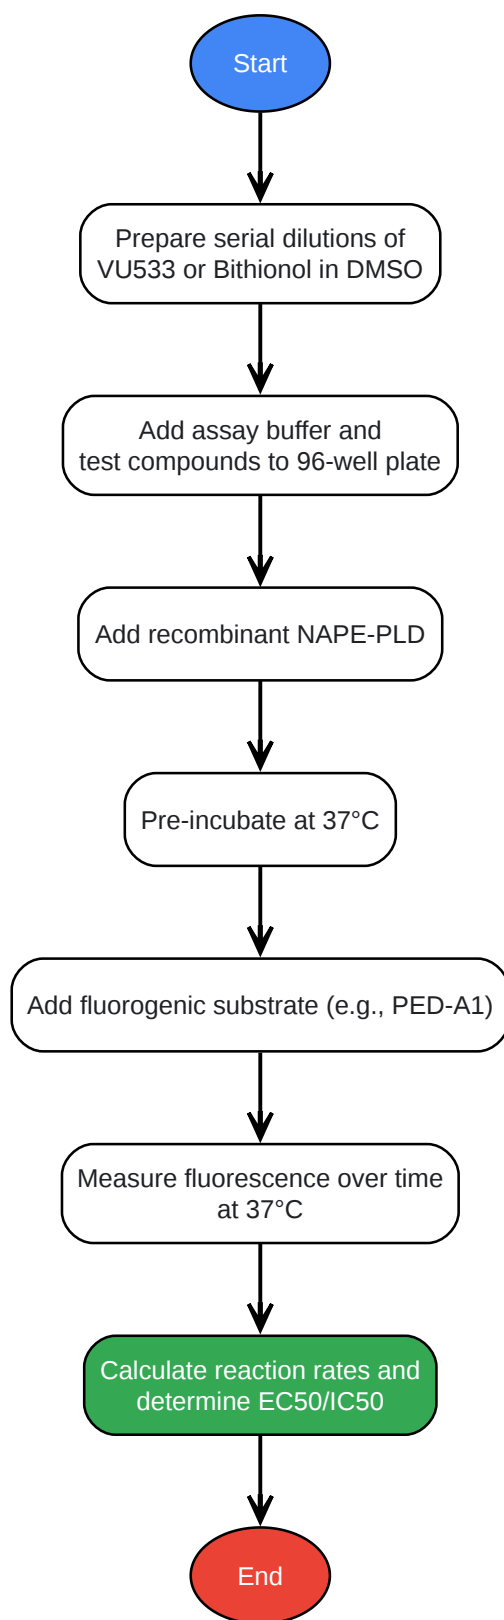 Start
Prepare serial dilutions of
VU533 or Bithionol in DMSO
Add assay buffer and
test compounds to 96-well plate
Add recombinant NAPE-PLD
Pre-incubate at 37°C
Add fluorogenic substrate (e.g., PED-A1)
Measure fluorescence over time
at 37°C
Calculate reaction rates and
determine EC50/IC50
End